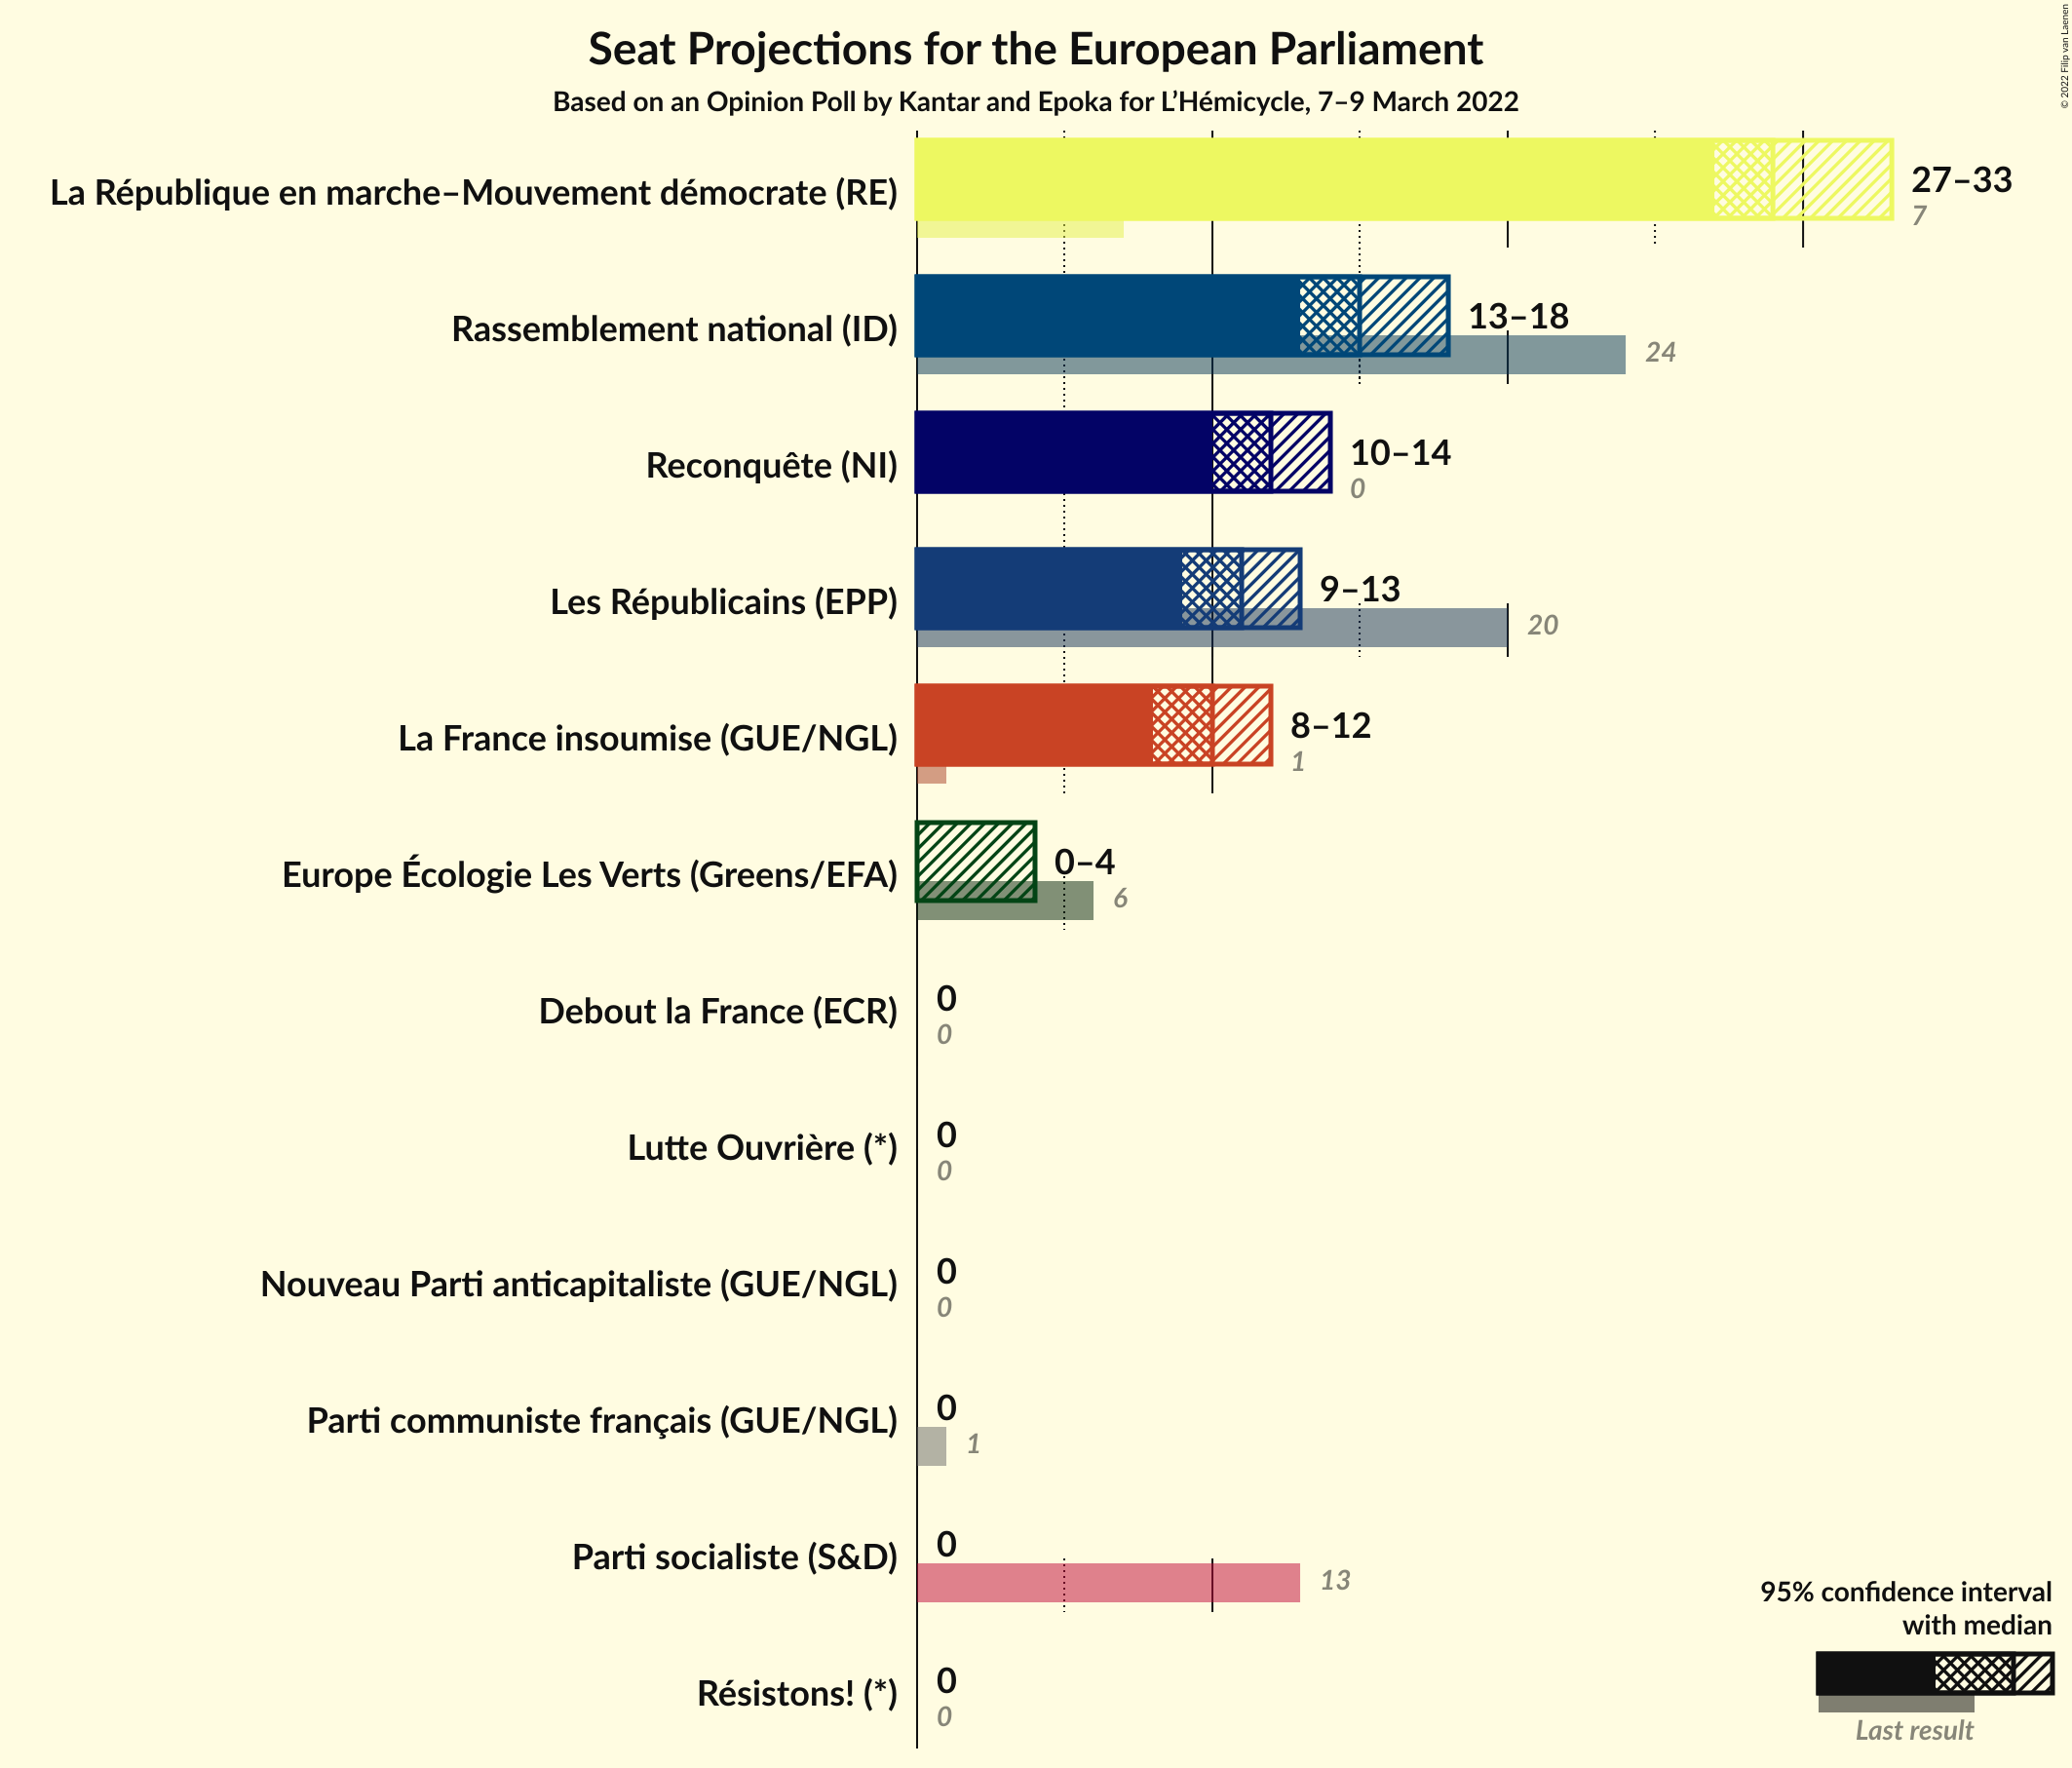 Seat Projections for the European Parliament
Based on an Opinion Poll by Kantar and Epoka for L’Hémicycle, 7–9 March 2022
© 2022 Filip van Laenen
La République en marche–Mouvement démocrate (RE)
27–33
7
Rassemblement national (ID)
13–18
24
Reconquête (NI)
10–14
0
Les Républicains (EPP)
9–13
20
La France insoumise (GUE/NGL)
8–12
1
Europe Écologie Les Verts (Greens/EFA)
0–4
6
Debout la France (ECR)
0
0
Lutte Ouvrière (*)
0
0
Nouveau Parti anticapitaliste (GUE/NGL)
0
0
Parti communiste français (GUE/NGL)
0
1
Parti socialiste (S&D)
0
13
Résistons! (*)
0
0
95% confidence interval
with median
Last result